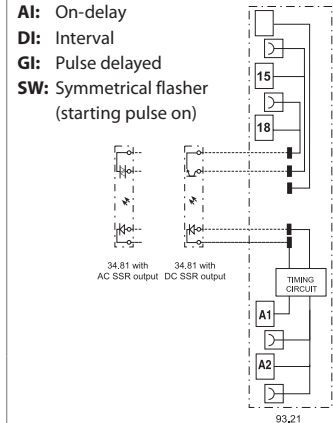 AI: On-delay
DI: Interval
GI: Pulse delayed
SW: Symmetrical flasher
(starting pulse on)
15
18
34.81 with
AC SSR output
34.81 with
DC SSR output
TIMING
CIRCUIT
A1
A2
93.21